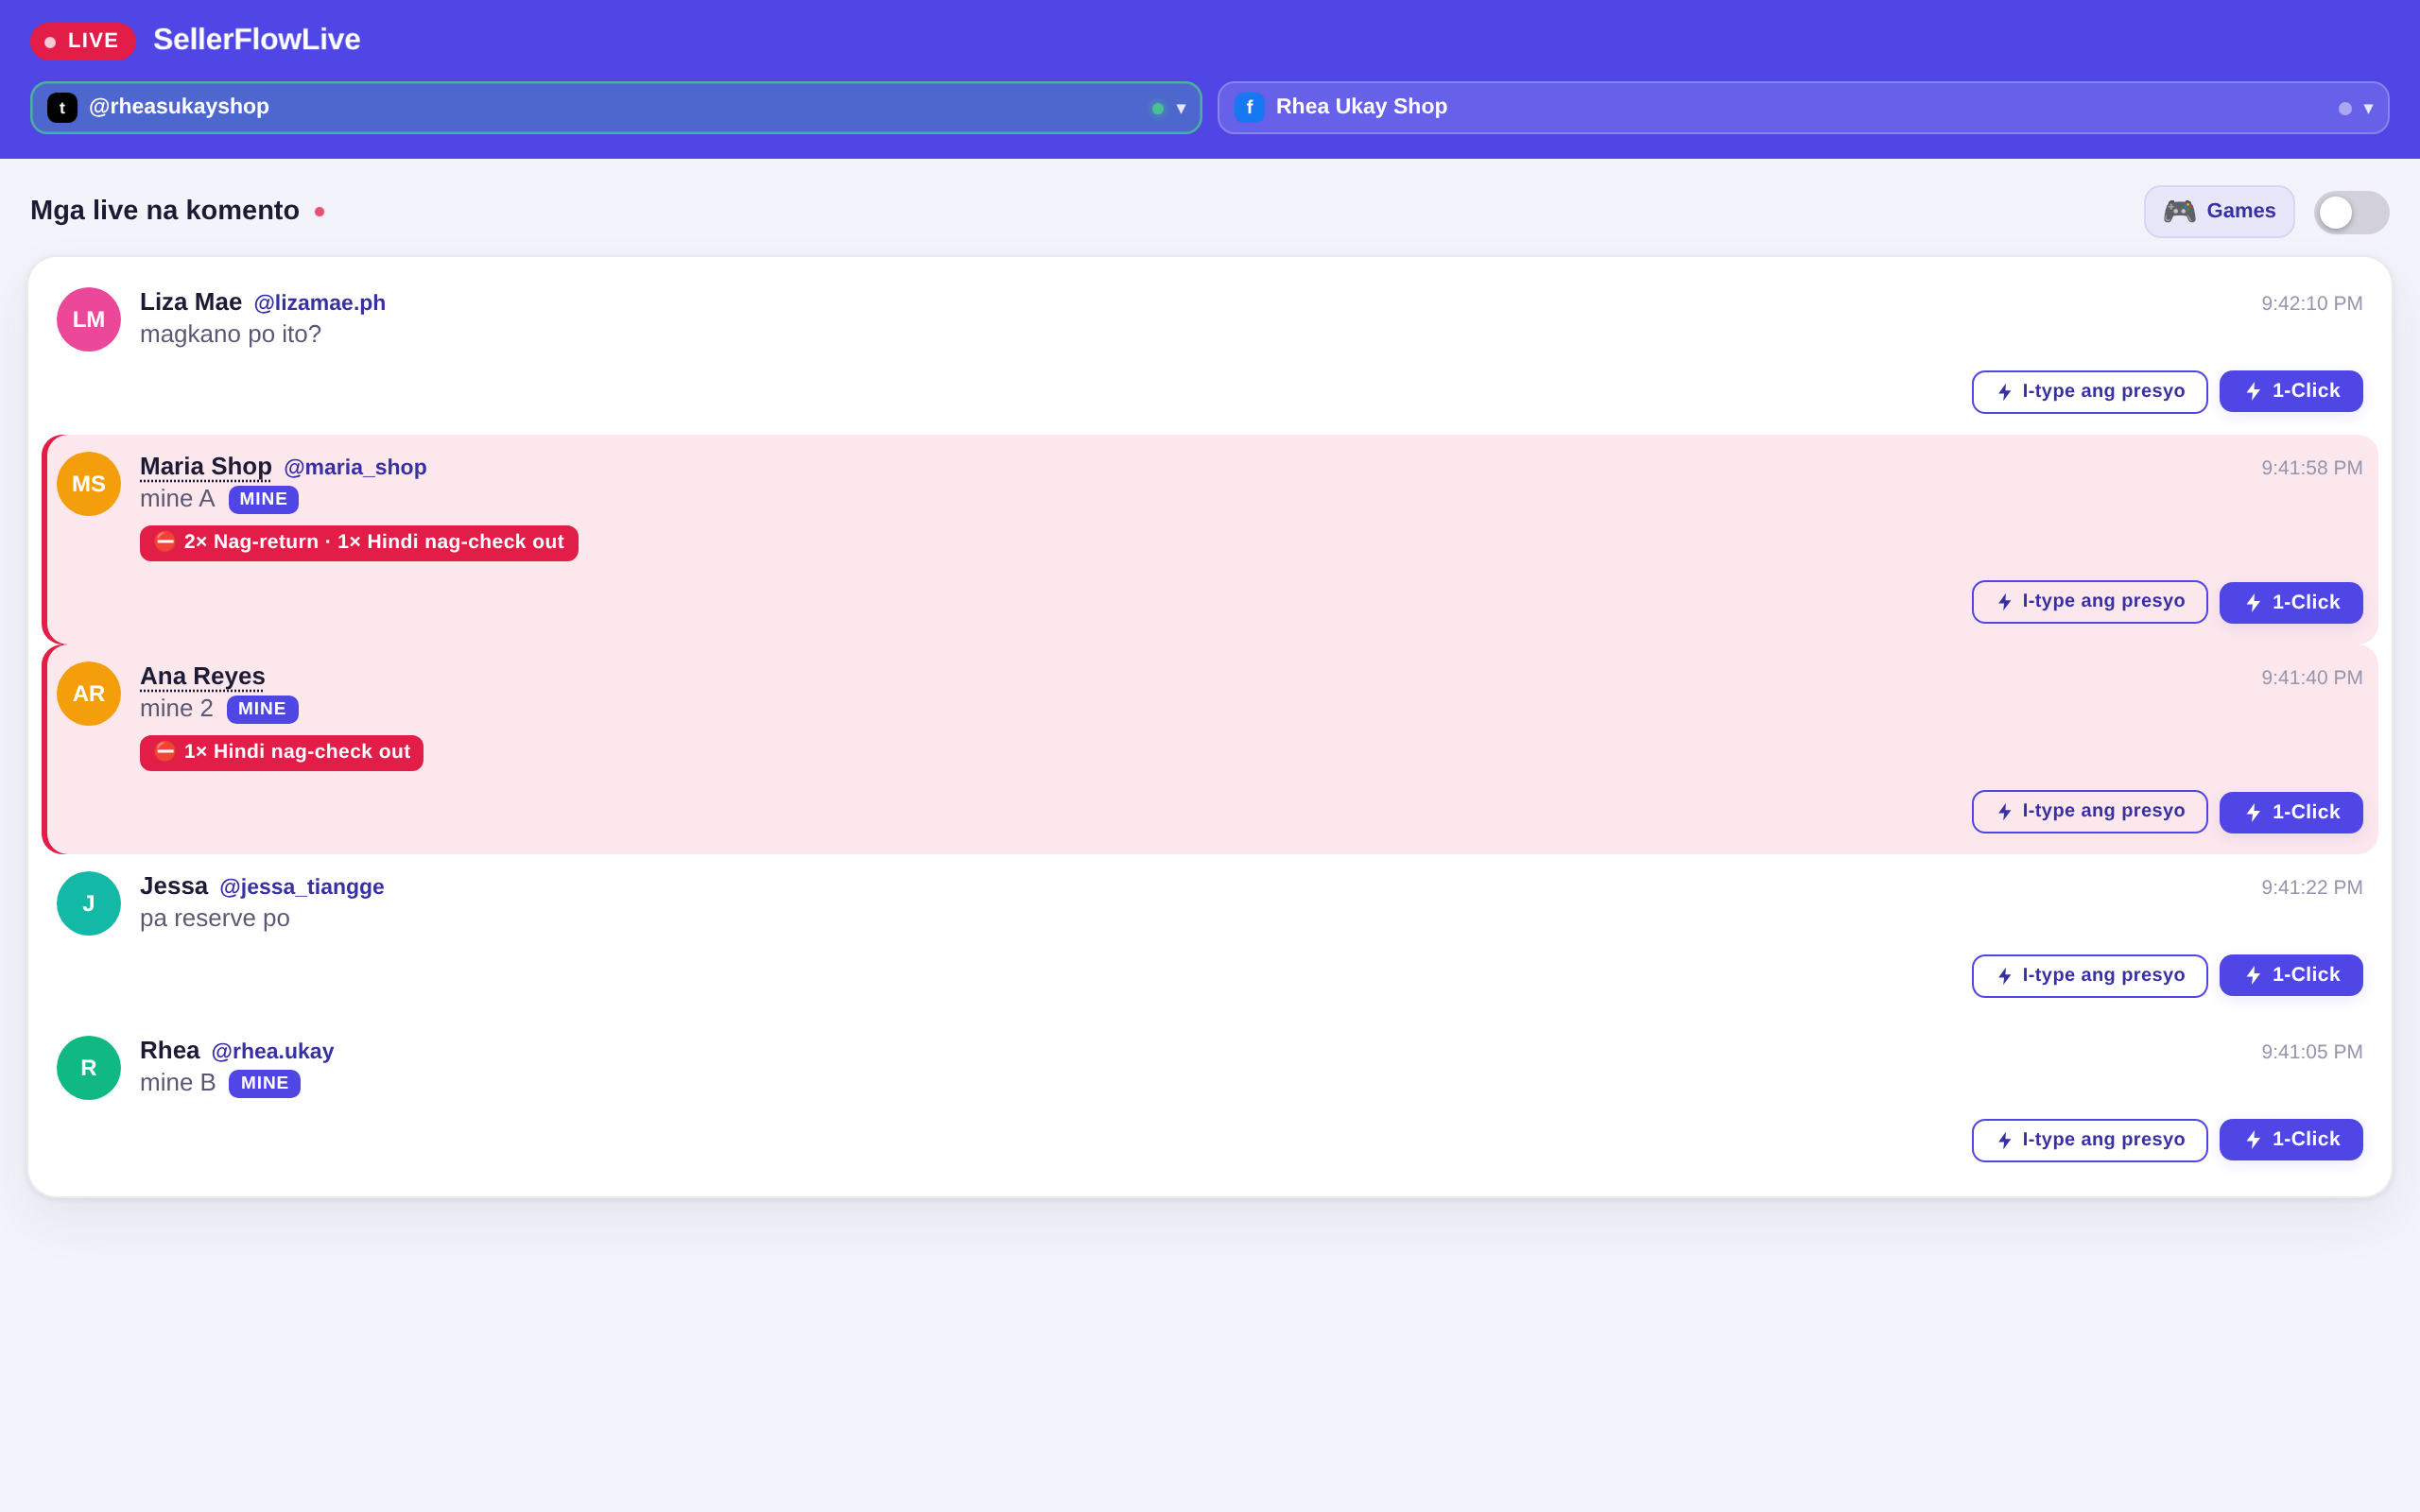 LIVE SellerFlowLive
t @rheasukayshop ▾ f Rhea Ukay Shop ▾
Mga live na komento 🎮 Games
LM Liza Mae @lizamae.ph 9:42:10 PM
magkano po ito?
I-type ang presyo 1-Click
MS Maria Shop @maria_shop 9:41:58 PM
mine A MINE
⛔ 2× Nag-return · 1× Hindi nag-check out
I-type ang presyo 1-Click
AR Ana Reyes 9:41:40 PM
mine 2 MINE
⛔ 1× Hindi nag-check out
I-type ang presyo 1-Click
J Jessa @jessa_tiangge 9:41:22 PM
pa reserve po
I-type ang presyo 1-Click
R Rhea @rhea.ukay 9:41:05 PM
mine B MINE
I-type ang presyo 1-Click